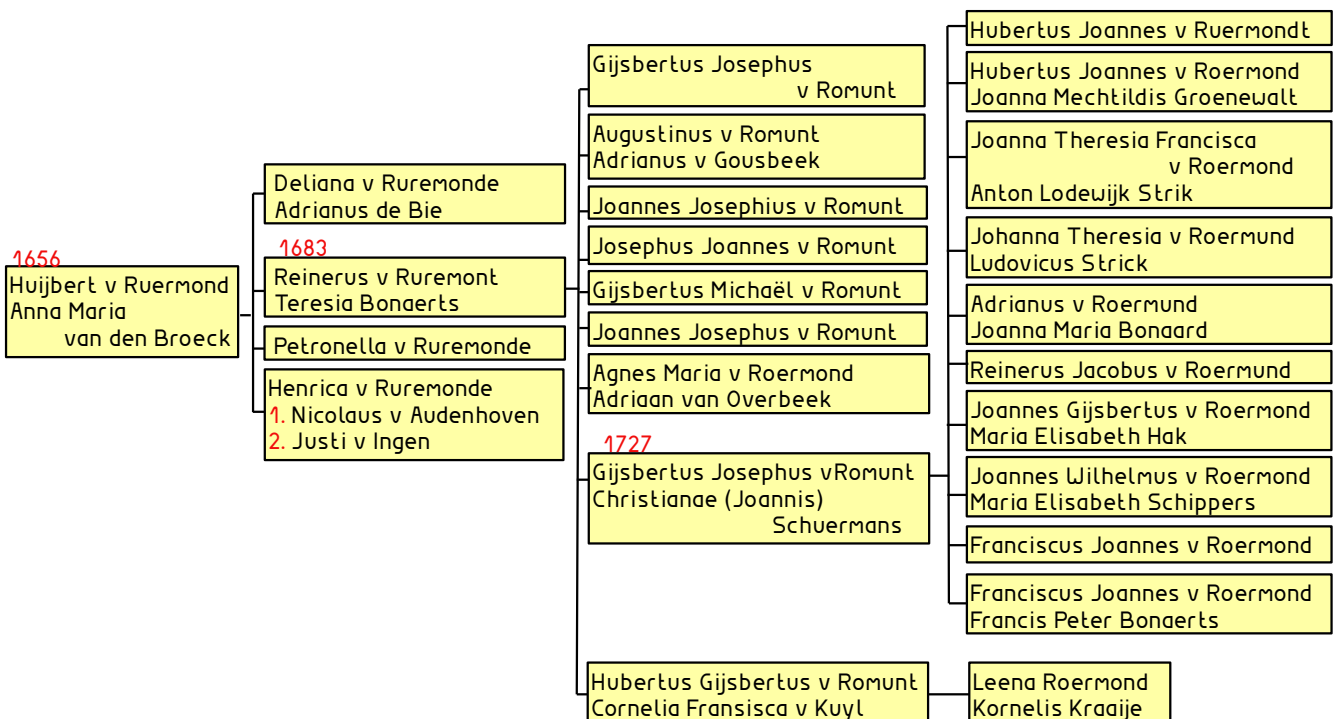 1656
Huijbert v Ruermond
Anna Maria
van den Broeck
Deliana v Ruremonde
Adrianus de Bie
1683
Reinerus v Ruremont
Teresia Bonaerts
Petronella v Ruremonde
Henrica v Ruremonde
1. Nicolaus v Audenhoven
2. Justi v Ingen
Gijsbertus Josephus
v Romunt
Augustinus v Romunt
Adrianus v Gousbeek
Joannes Josephius v Romunt
Josephus Joannes v Romunt
Gijsbertus Michaël v Romunt
Joannes Josephus v Romunt
Agnes Maria v Roermond
Adriaan van Overbeek
1727
Gijsbertus Josephus vRomunt
Christianae (Joannis)
Schuermans
Hubertus Gijsbertus v Romunt
Cornelia Fransisca v Kuyl
Hubertus Joannes v Ruermondt
Hubertus Joannes v Roermond
Joanna Mechtildis Groenewalt
Joanna Theresia Francisca
v Roermond
Anton Lodewijk Strik
Johanna Theresia v Roermund
Ludovicus Strick
Adrianus v Roermund
Joanna Maria Bonaard
Reinerus Jacobus v Roermund
Joannes Gijsbertus v Roermond
Maria Elisabeth Hak
Joannes Wilhelmus v Roermond
Maria Elisabeth Schippers
Franciscus Joannes v Roermond
Franciscus Joannes v Roermond
Francis Peter Bonaerts
Leena Roermond
Kornelis Kraaije